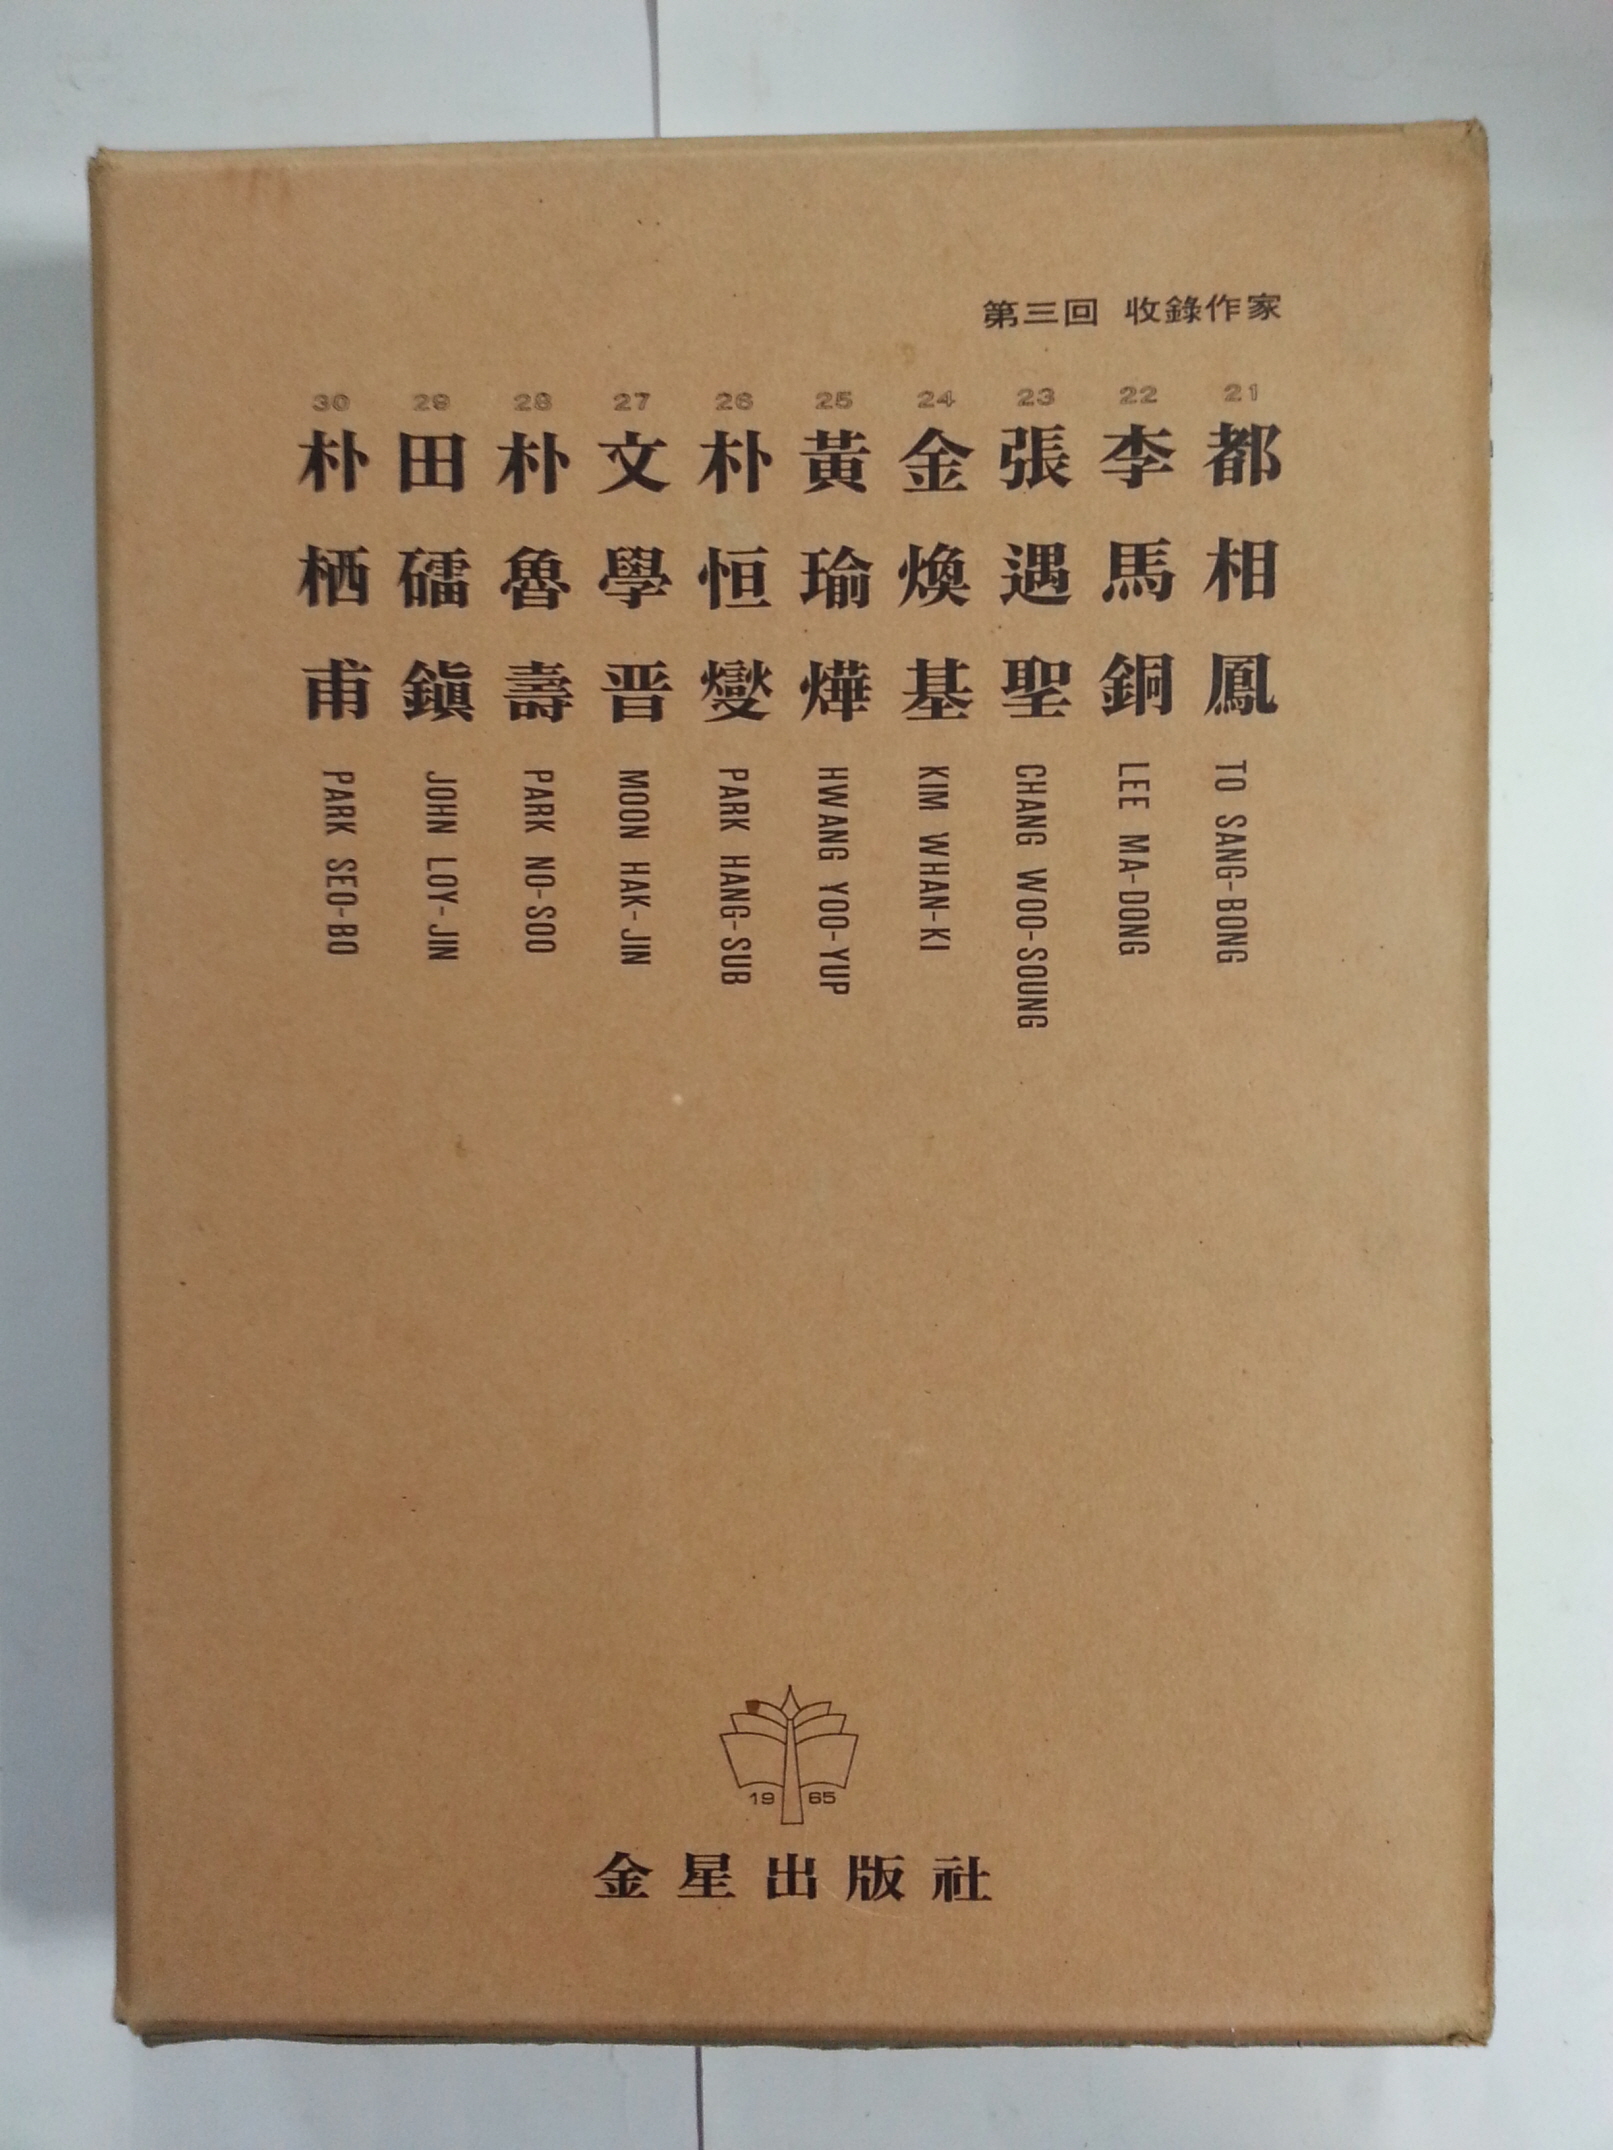 第三回 收錄作家
21 都相鳳 TO SANG-BONG
22 李馬銅 LEE MA-DONG
23 張遇聖 CHANG WOO-SOUNG
24 金煥基 KIM WHAN-KI
25 黃瑜燁 HWANG YOO-YUP
26 朴恒燮 PARK HANG-SUB
27 文學晋 MOON HAK-JIN
28 朴魯壽 PARK NO-SOO
29 田礌鎭 JOHN LOY-JIN
30 朴栖甫 PARK SEO-BO
1965
金星出版社